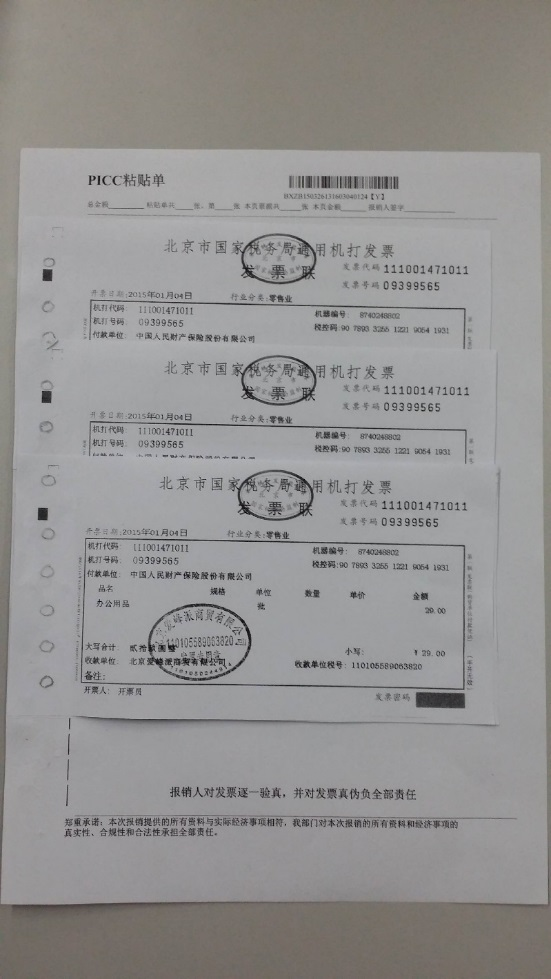 PICC粘贴单
总金额 粘贴单共 张、第 张 本页票据共 张 本页金额 报销人签字
北京市国家税务局通用机打发票
发票联
发票代码 111001471011
发票号码 09399565
开票日期:2015年01月04日 行业分类:零售业
机打代码: 111001471011 机器编号: 8740248802
机打号码: 09399565 税控码:90 7893 3255 1221 9054 1931
付款单位: 中国人民财产保险股份有限公司
北京市国家税务局通用机打发票
发票联
发票代码 111001471011
发票号码 09399565
开票日期:2015年01月04日 行业分类:零售业
机打代码: 111001471011 机器编号: 8740248802
机打号码: 09399565 税控码:90 7893 3255 1221 9054 1931
北京市国家税务局通用机打发票
发票联
发票代码 111001471011
发票号码 09399565
开票日期:2015年01月04日 行业分类:零售业
机打代码: 111001471011 机器编号: 8740248802
机打号码: 09399565 税控码:90 7893 3255 1221 9054 1931
付款单位: 中国人民财产保险股份有限公司
品名 规格 单位 数量 单价 金额
办公用品 批 29.00
110105589063820
大写合计: 贰拾玖圆整 小写: ¥29.00
收款单位: 北京爱峰派商贸有限公司 收款单位税号: 110105589063820
备注:
开票人: 开票员 发票密码
报销人对发票逐一验真，并对发票真伪负全部责任
郑重承诺：本次报销提供的所有资料与实际经济事项相符，我部门对本次报销的所有资料和经济事项的
真实性、合规性和合法性承担全部责任。